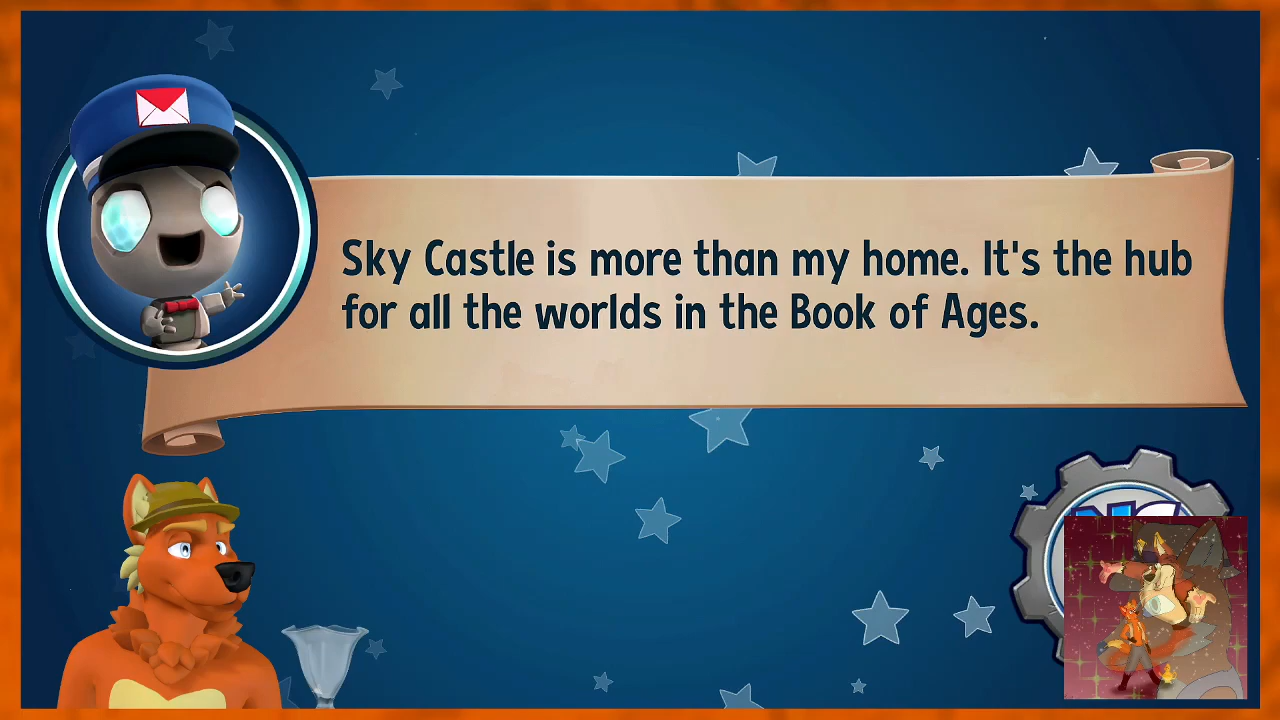 Sky Castle is more than my home. It's the hub
for all the worlds in the Book of Ages.